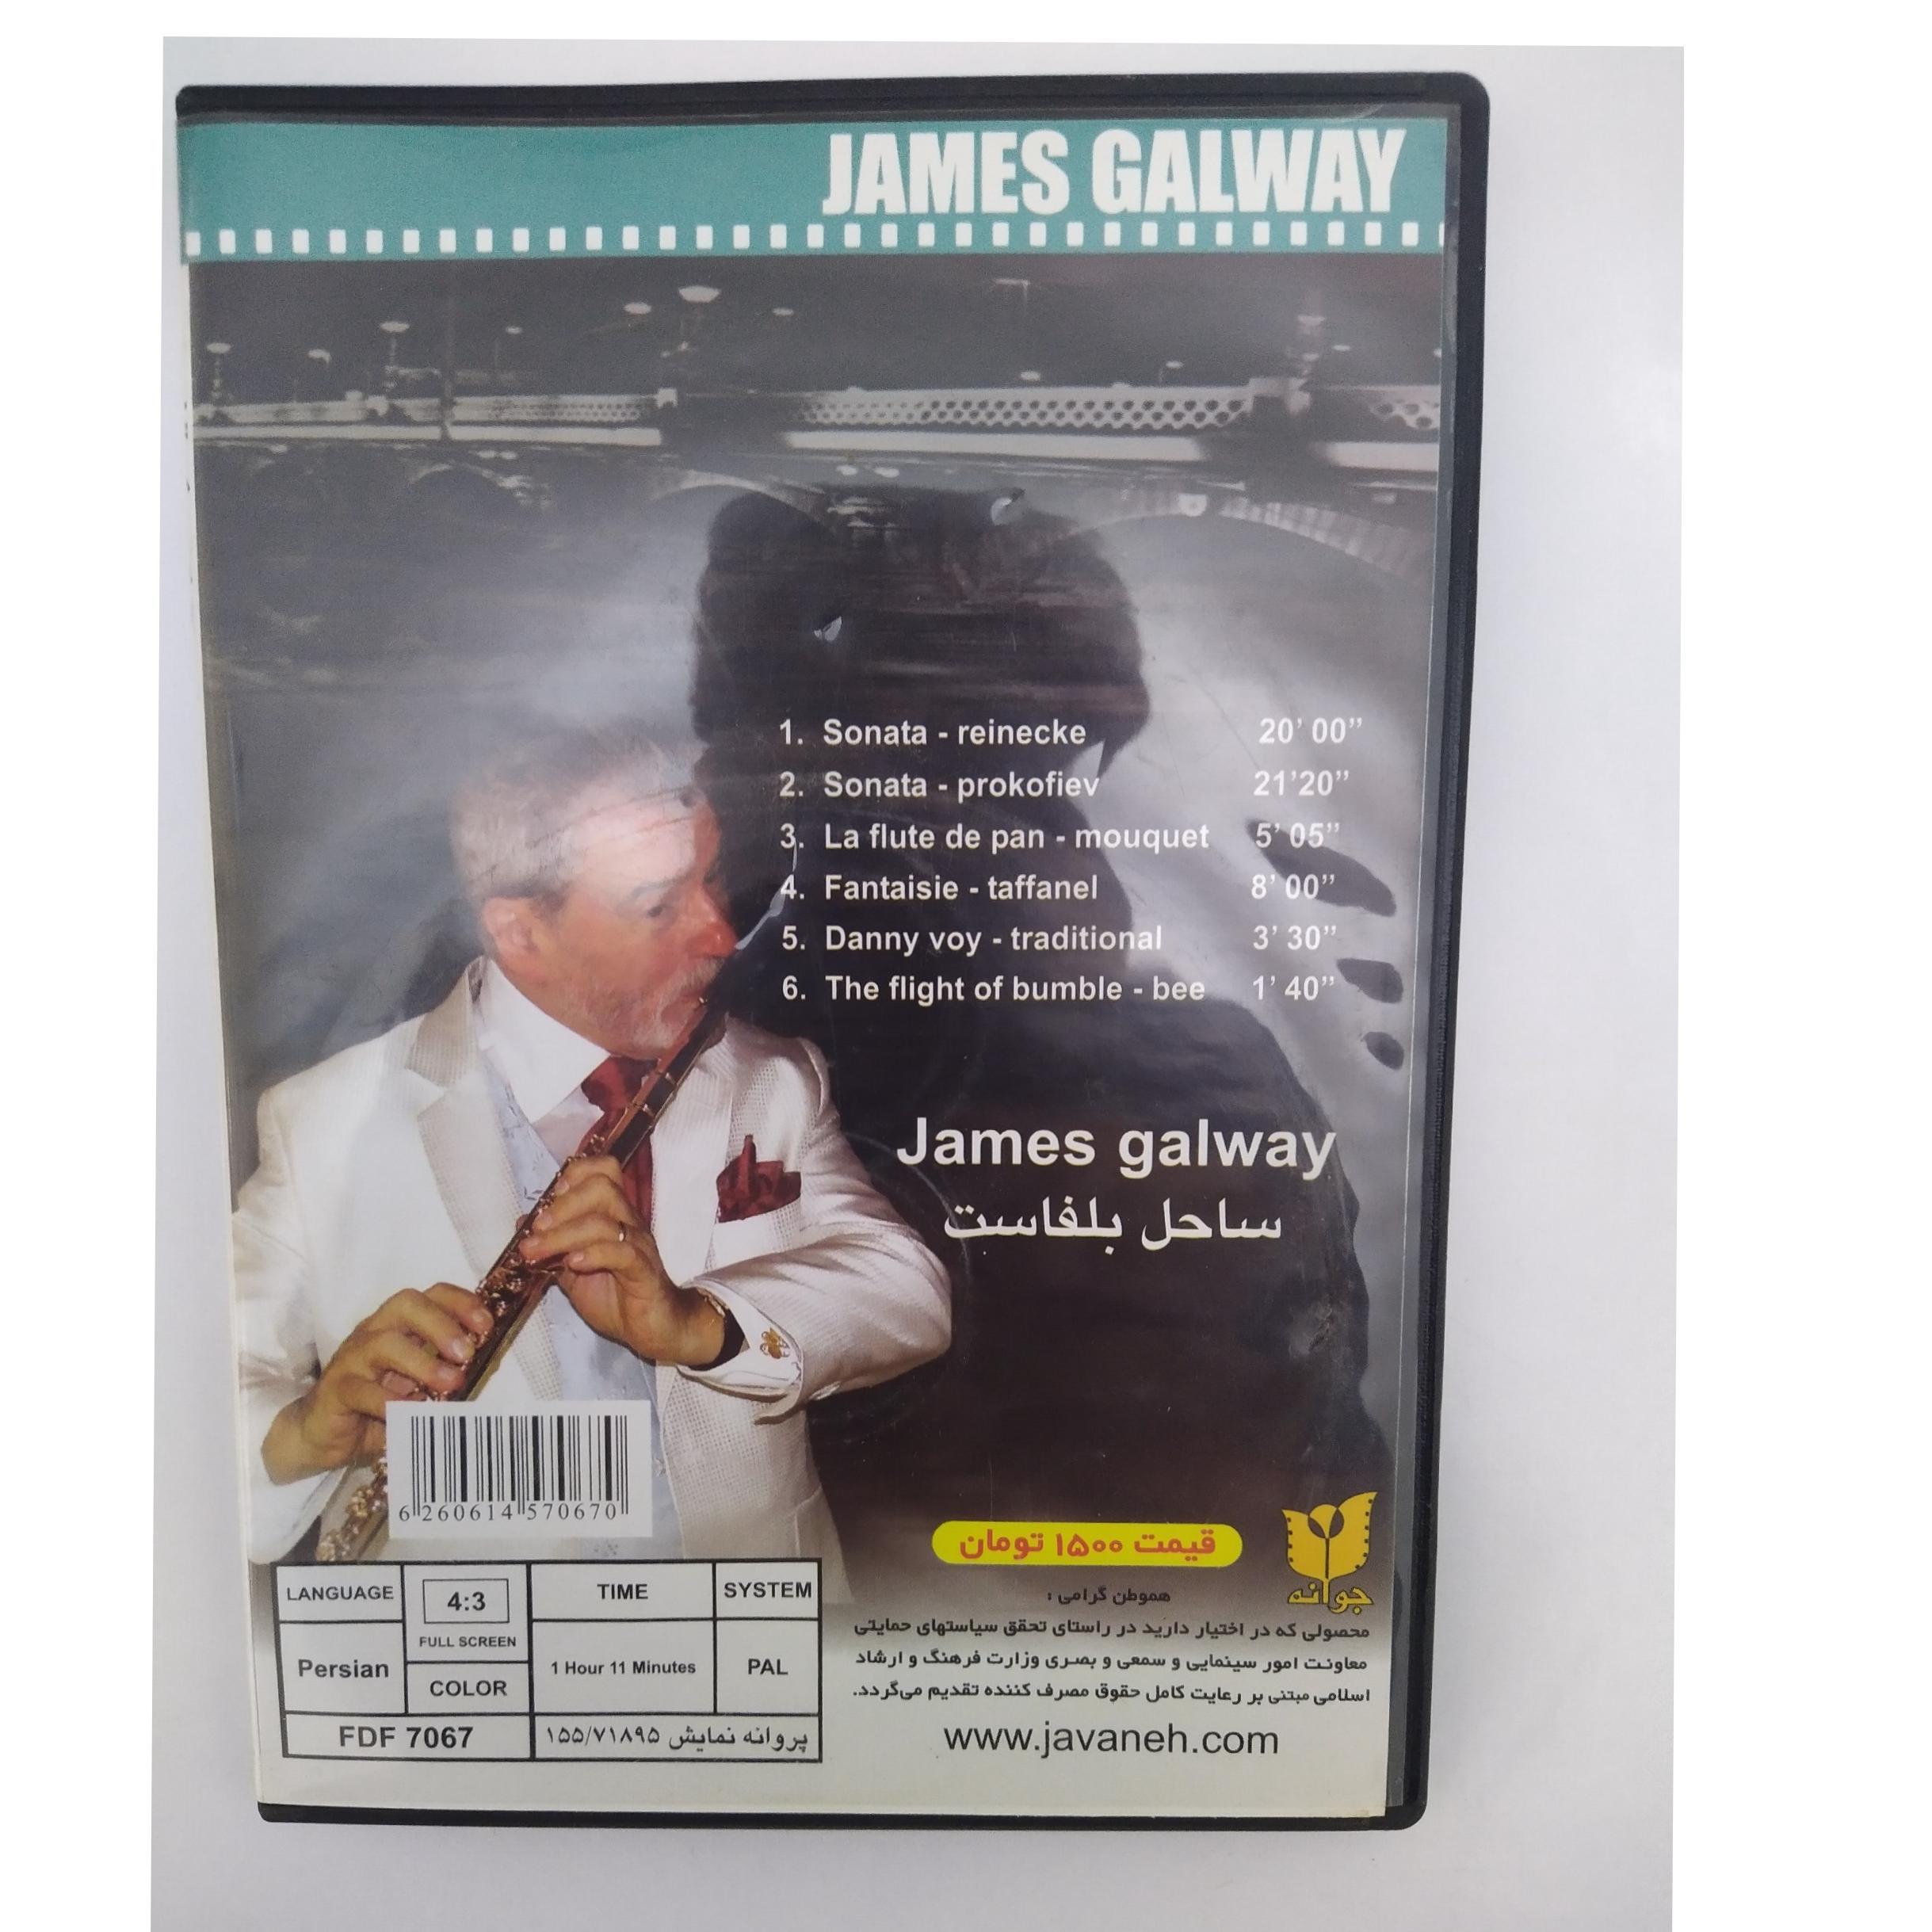 JAMES GALWAY
1. Sonata - reinecke 20' 00”
2. Sonata - prokofiev 21'20”
3. La flute de pan - mouquet 5' 05”
4. Fantaisie - taffanel 8' 00”
5. Danny voy - traditional 3' 30”
6. The flight of bumble - bee 1' 40”
James galway
ساحل بلفاست
6 260614 570670
قیمت ۱۵۰۰ تومان
جوانه
هموطن گرامی :
محصولی که در اختیار دارید در راستای تحقق سیاستهای حمایتی
معاونت امور سینمایی و سمعی و بصری وزارت فرهنگ و ارشاد
اسلامی مبتنی بر رعایت کامل حقوق مصرف کننده تقدیم می‌گردد.
www.javaneh.com
LANGUAGE
Persian
4:3
FULL SCREEN
COLOR
TIME
1 Hour 11 Minutes
SYSTEM
PAL
FDF 7067
پروانه نمایش ۱۵۵/۷۱۸۹۵